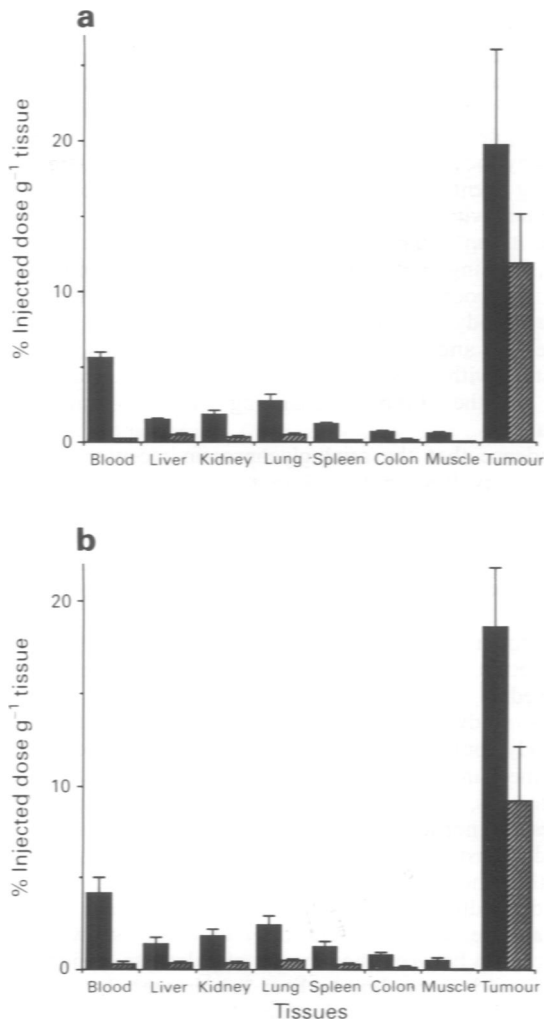 a
% Injected dose g⁻¹ tissue
20
10
0
Blood Liver Kidney Lung Spleen Colon Muscle Tumour
b
% Injected dose g⁻¹ tissue
20
10
0
Blood Liver Kidney Lung Spleen Colon Muscle Tumour
Tissues